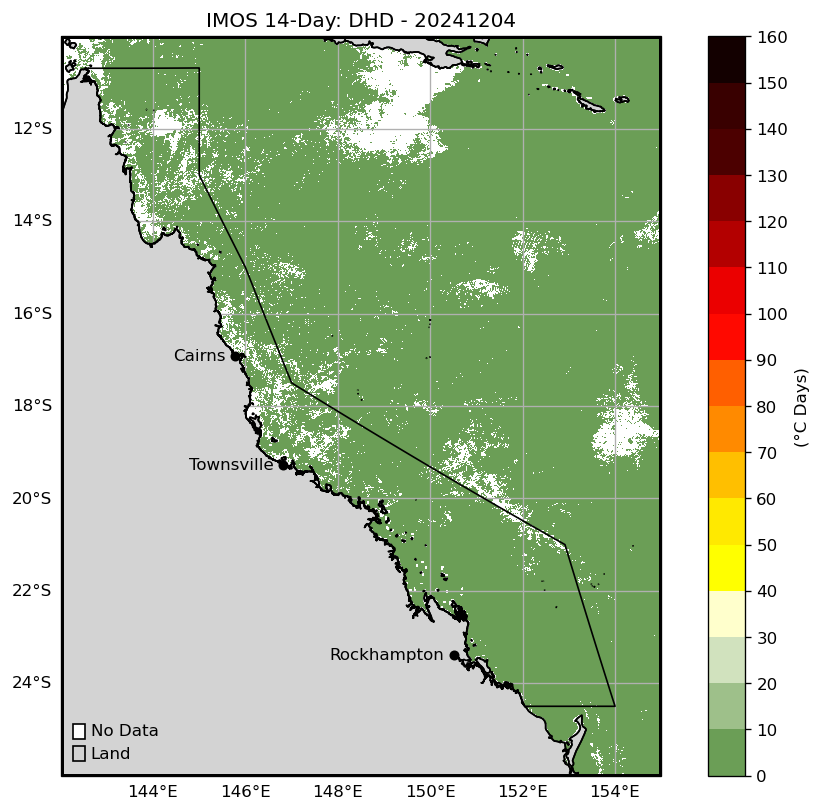 IMOS 14-Day: DHD - 20241204
12°S
14°S
16°S
18°S
20°S
22°S
24°S
Cairns
Townsville
Rockhampton
No Data
Land
144°E
146°E
148°E
150°E
152°E
154°E
160
150
140
130
120
110
100
90
80
70
60
50
40
30
20
10
0
(°C Days)